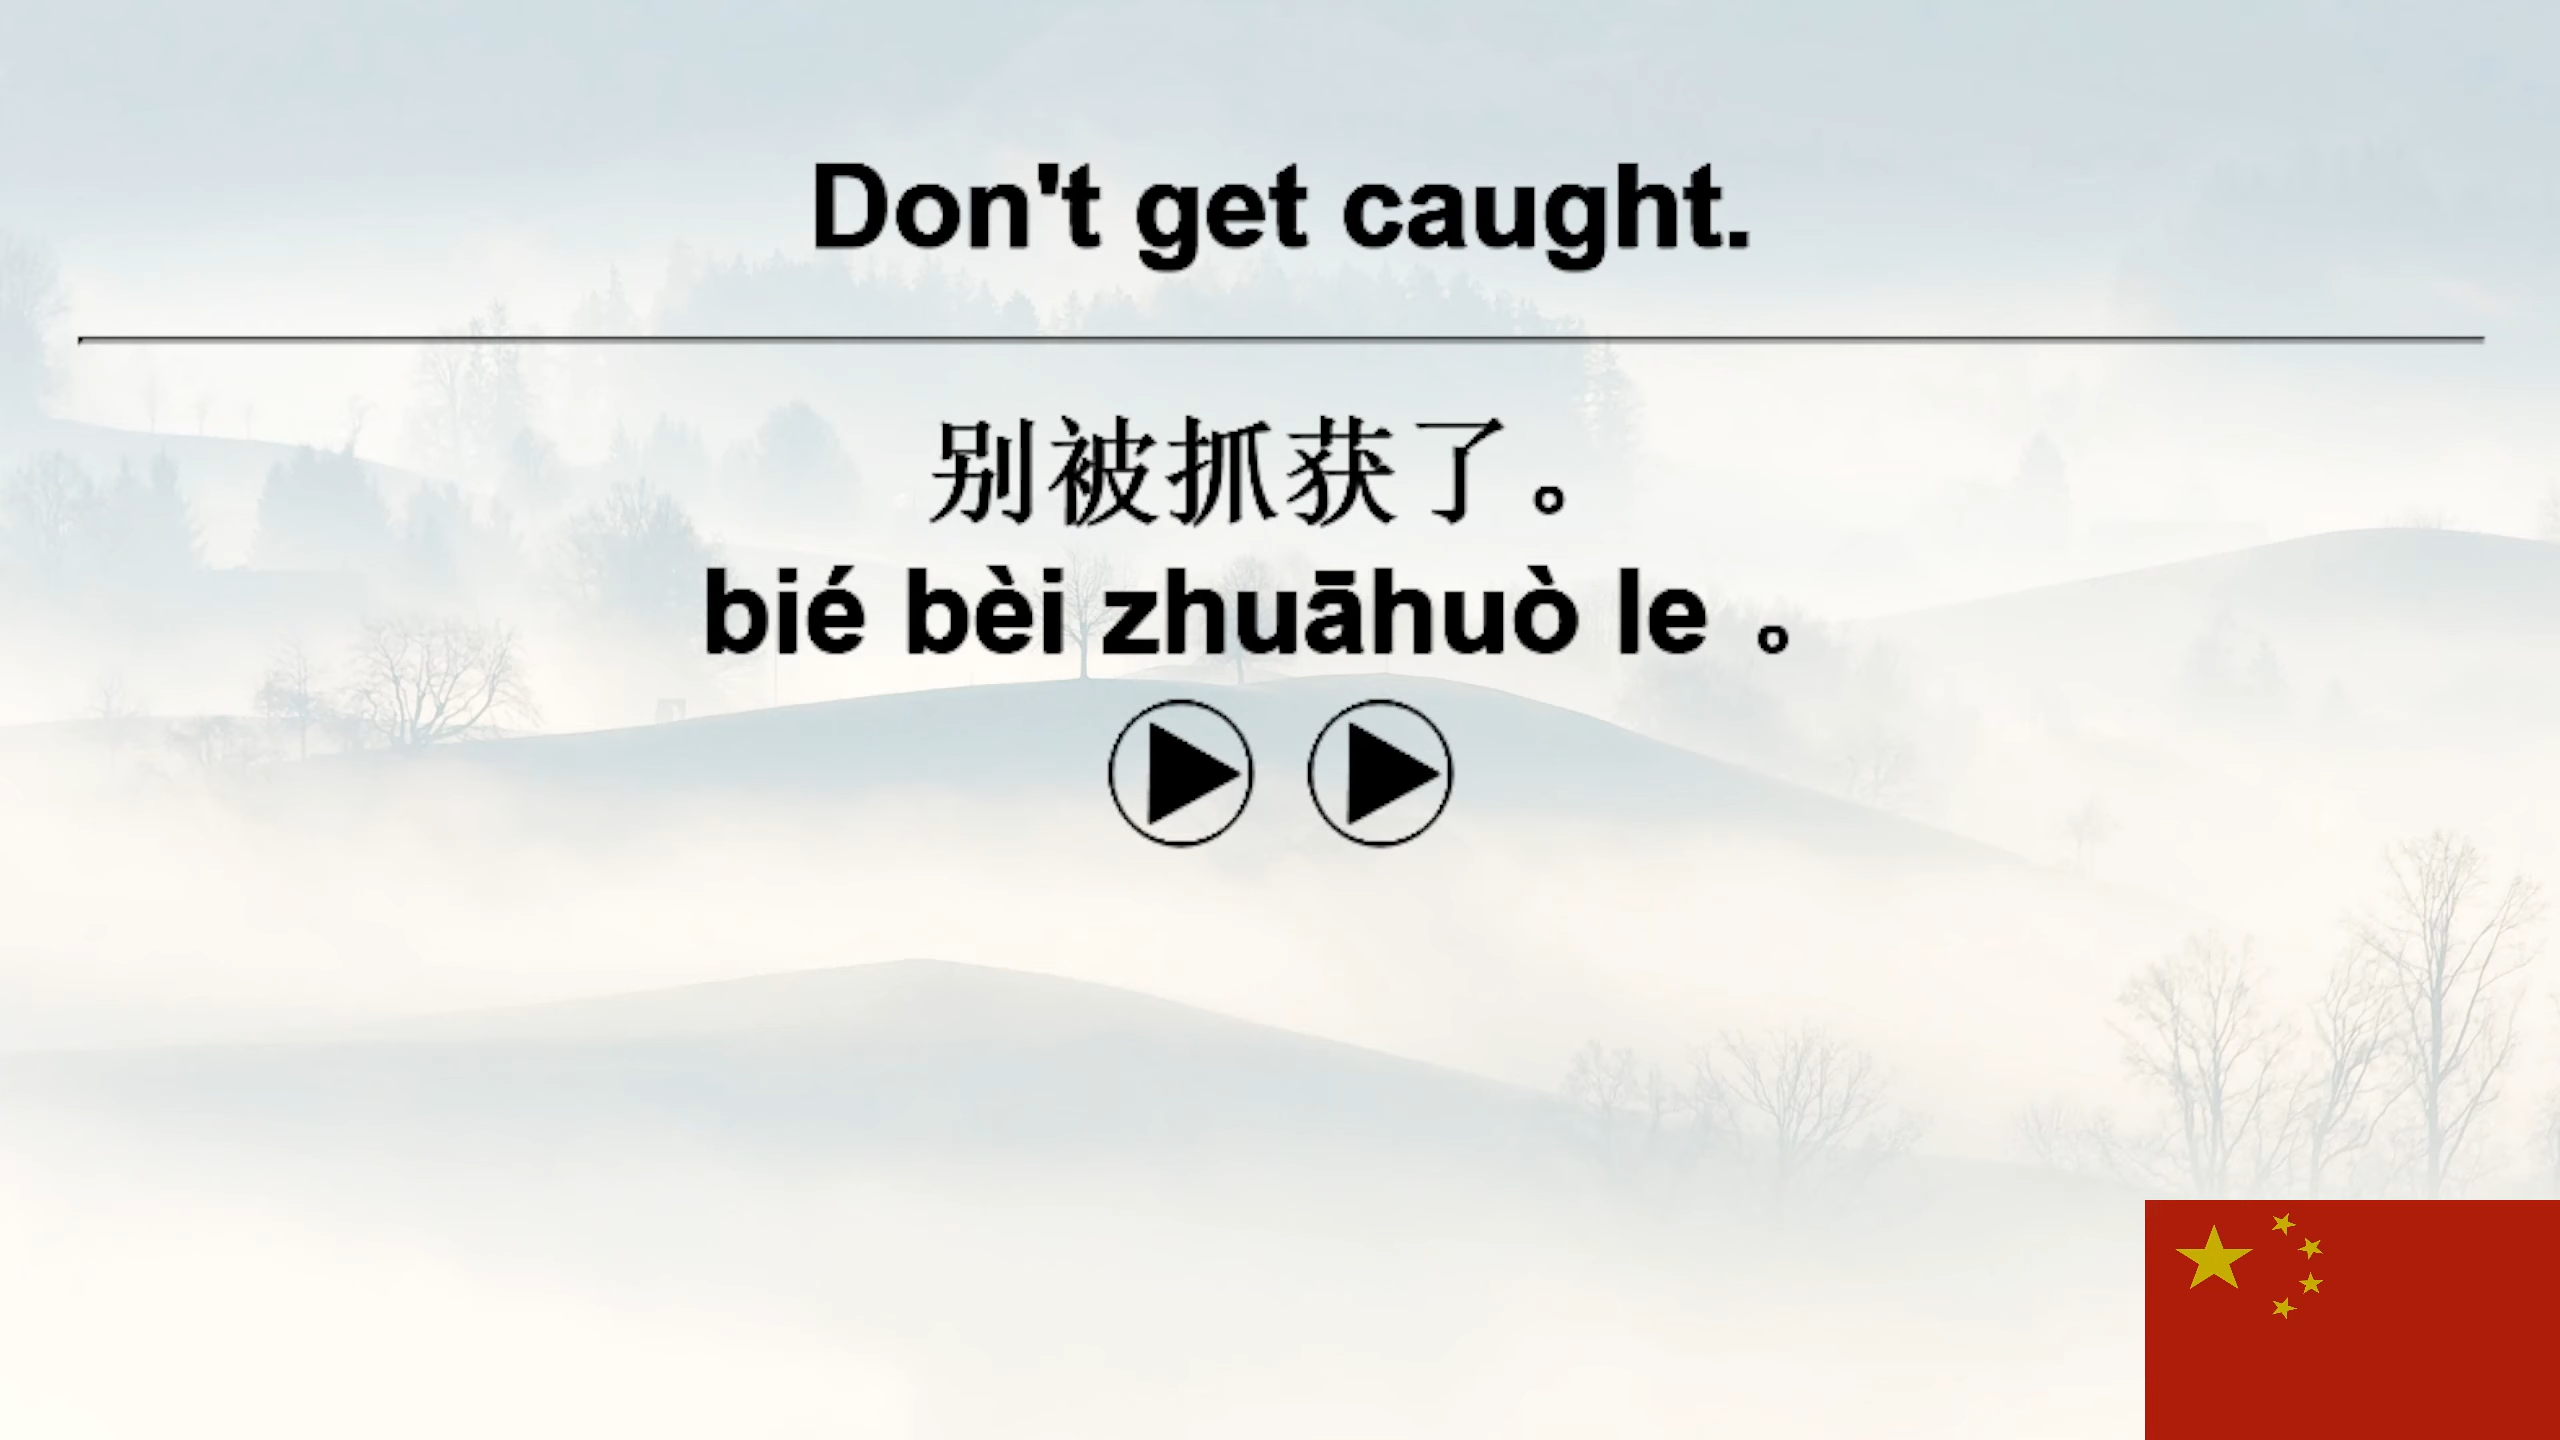 Don't get caught.
别被抓获了。
bié bèi zhuāhuò le 。